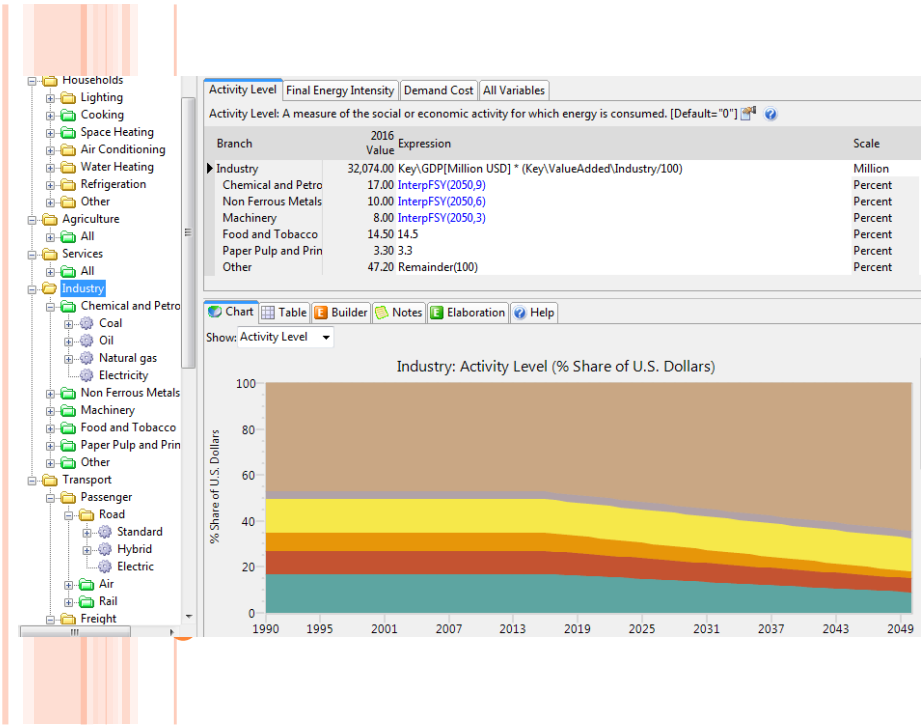 Households
Lighting
Cooking
Space Heating
Air Conditioning
Water Heating
Refrigeration
Other
Agriculture
All
Services
All
Industry
Chemical and Petro
Coal
Oil
Natural gas
Electricity
Non Ferrous Metals
Machinery
Food and Tobacco
Paper Pulp and Prin
Other
Transport
Passenger
Road
Standard
Hybrid
Electric
Air
Rail
Freight
Activity Level Final Energy Intensity Demand Cost All Variables
Activity Level: A measure of the social or economic activity for which energy is consumed. [Default="0"]
Branch 2016 Value Expression Scale
Industry 32,074.00 Key\GDP[Million USD] * (Key\ValueAdded\Industry/100) Million
Chemical and Petro 17.00 InterpFSY(2050,9) Percent
Non Ferrous Metals 10.00 InterpFSY(2050,6) Percent
Machinery 8.00 InterpFSY(2050,3) Percent
Food and Tobacco 14.50 14.5 Percent
Paper Pulp and Prin 3.30 3.3 Percent
Other 47.20 Remainder(100) Percent
Chart Table Builder Notes Elaboration Help
Show: Activity Level
Industry: Activity Level (% Share of U.S. Dollars)
% Share of U.S. Dollars
100
80
60
40
20
0
1990 1995 2001 2007 2013 2019 2025 2031 2037 2043 2049